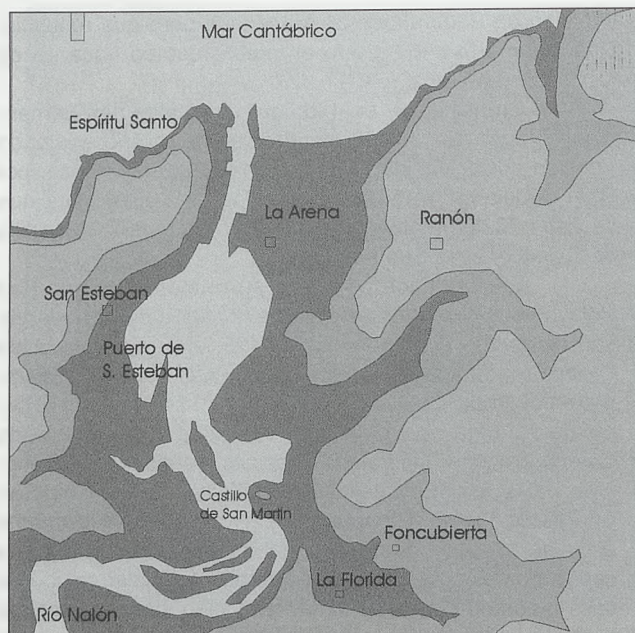 Mar Cantábrico
Espíritu Santo
La Arena
Ranón
San Esteban
Puerto de
S. Esteban
Castillo
de San Martín
Foncubierta
La Florida
Río Nalón